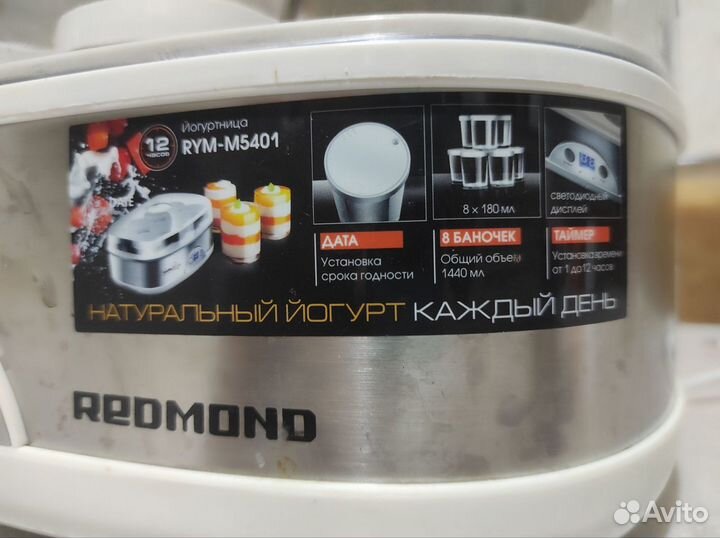 12
часов
Йогуртница
RYM-M5401
DATE
ДАТА
Установка
срока годности
8 x 180 мл
8 БАНОЧЕК
Общий объем
1440 мл
светодиодный
дисплей
ТАЙМЕР
Установка времени
от 1 до 12 часов
НАТУРАЛЬНЫЙ ЙОГУРТ КАЖДЫЙ ДЕНЬ
REDMOND
Avito